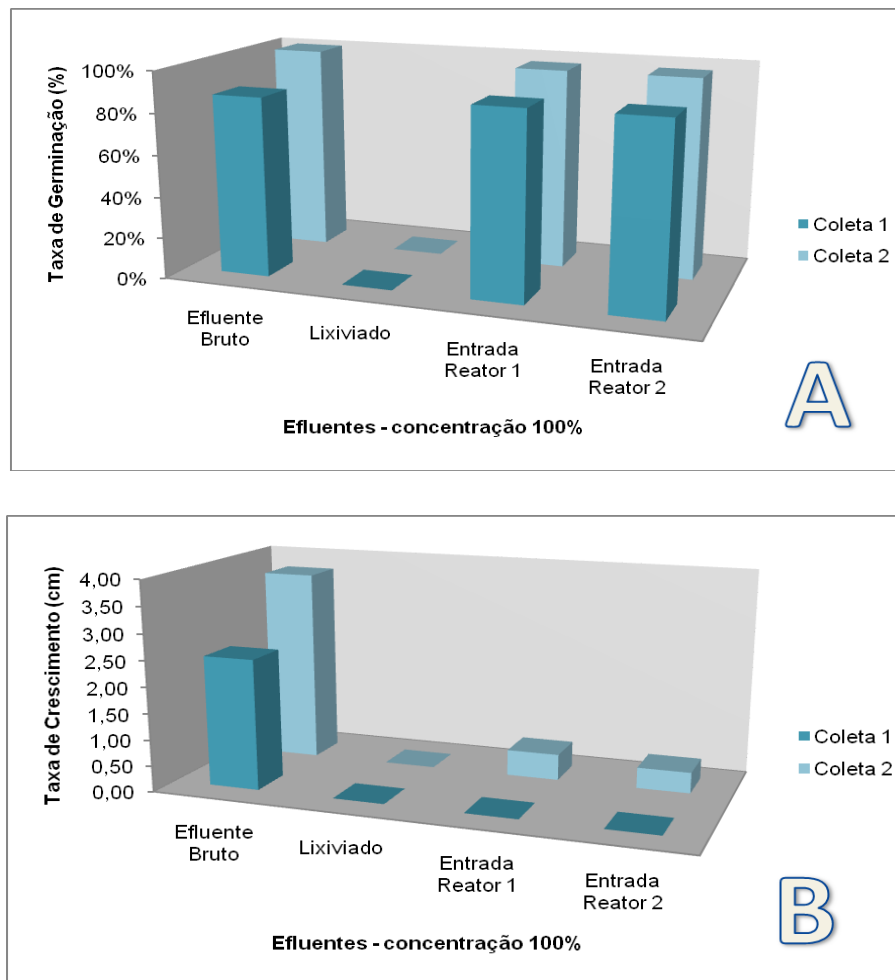 Taxa de Germinação (%)
100%
80%
60%
40%
20%
0%
Efluente
Bruto
Lixiviado
Entrada
Reator 1
Entrada
Reator 2
Efluentes - concentração 100%
Coleta 1
Coleta 2
A
Taxa de Crescimento (cm)
4,00
3,50
3,00
2,50
2,00
1,50
1,00
0,50
0,00
Efluente
Bruto
Lixiviado
Entrada
Reator 1
Entrada
Reator 2
Efluentes - concentração 100%
Coleta 1
Coleta 2
B